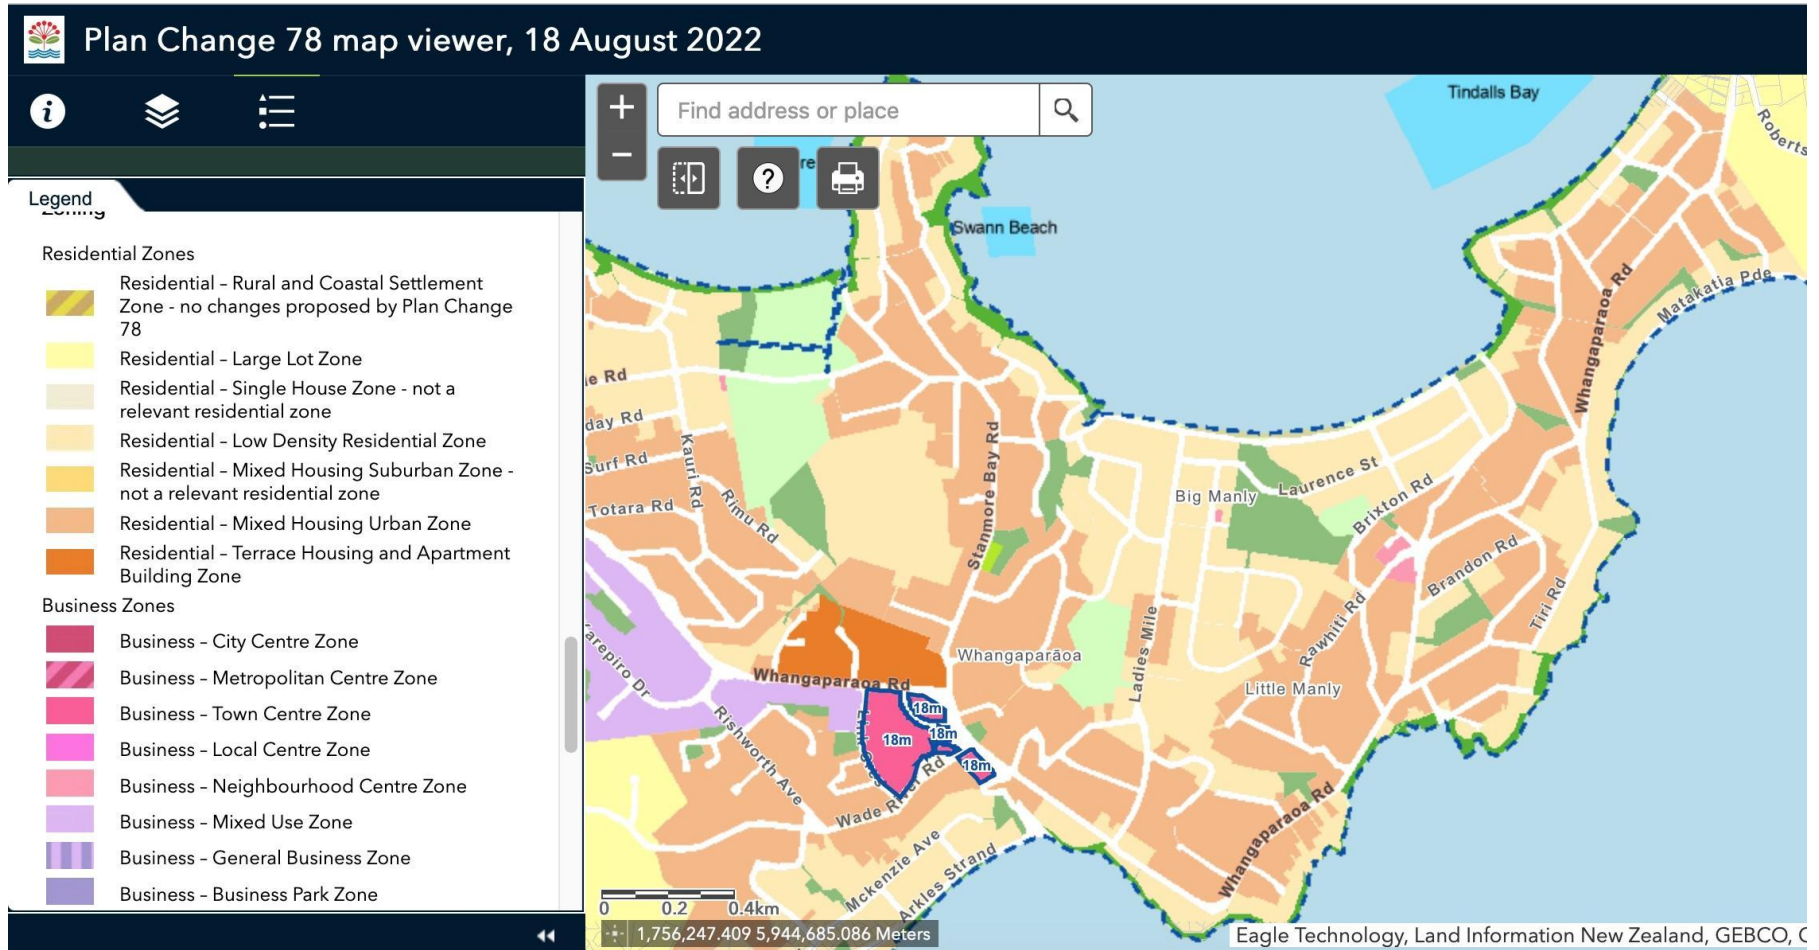 Plan Change 78 map viewer, 18 August 2022
Legend
Zoning
Residential Zones
Residential – Rural and Coastal Settlement
Zone - no changes proposed by Plan Change
78
Residential – Large Lot Zone
Residential – Single House Zone - not a
relevant residential zone
Residential – Low Density Residential Zone
Residential – Mixed Housing Suburban Zone -
not a relevant residential zone
Residential – Mixed Housing Urban Zone
Residential – Terrace Housing and Apartment
Building Zone
Business Zones
Business – City Centre Zone
Business – Metropolitan Centre Zone
Business – Town Centre Zone
Business – Local Centre Zone
Business – Neighbourhood Centre Zone
Business – Mixed Use Zone
Business – General Business Zone
Business – Business Park Zone
+
−
Find address or place
?
re
Tindalls Bay
Roberts
Swann Beach
Whangaparaoa Rd
Matakatia Pde
e Rd
day Rd
Surf Rd
Totara Rd
Kauri Rd
Rimu Rd
Stanmore Bay Rd
Big Manly
Laurence St
Brixton Rd
Brandon Rd
Tiri Rd
Rawhiti Rd
Ladies Mile
Whangaparāoa
Little Manly
Whangaparaoa Rd
arepiro Dr
Rishworth Ave
18m
18m
18m
18m
Wade River Rd
Mckenzie Ave
Arkles Strand
Whangaparaoa Rd
0 0.2 0.4km
1,756,247.409 5,944,685.086 Meters
Eagle Technology, Land Information New Zealand, GEBCO,